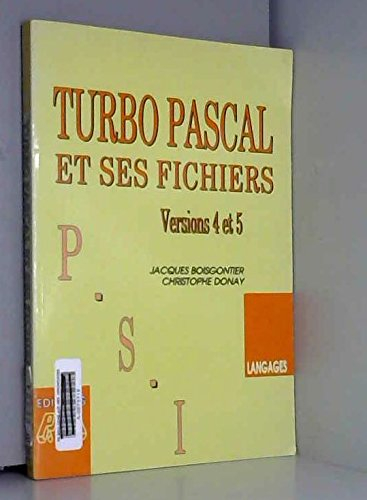 TURBO PASCAL
ET SES FICHIERS
Versions 4 et 5
JACQUES BOISGONTIER
CHRISTOPHE DONAY
P.
S.
I
LANGAGES